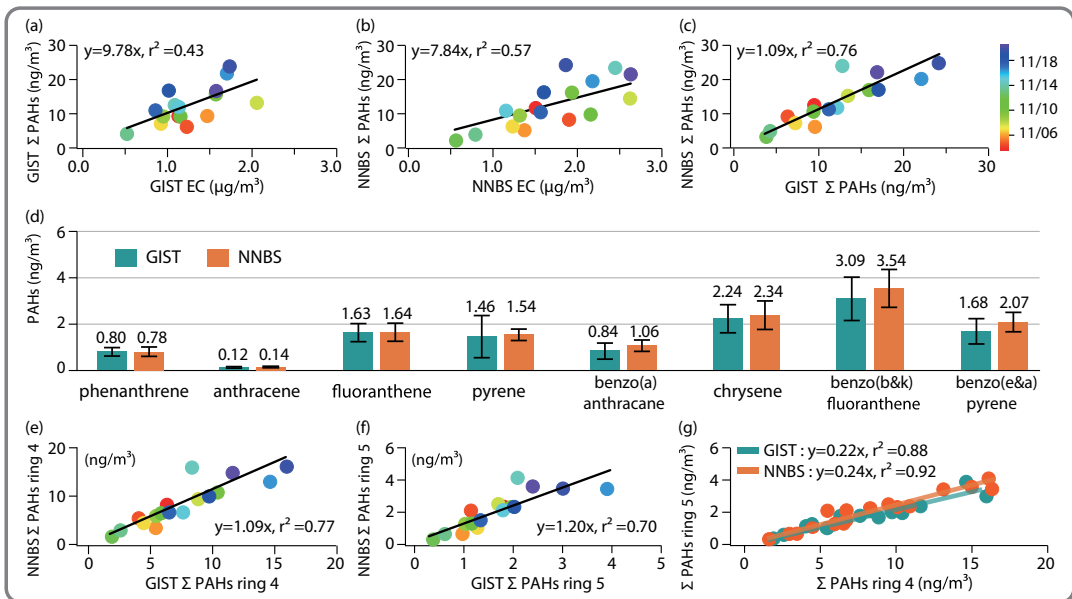 (a)
y=9.78x, r²=0.43
GIST Σ PAHs (ng/m³)
30
20
10
0
0.0
1.0
2.0
3.0
GIST EC (μg/m³)
(b)
y=7.84x, r²=0.57
NNBS Σ PAHs (ng/m³)
30
20
10
0
0.0
1.0
2.0
3.0
NNBS EC (μg/m³)
(c)
y=1.09x, r²=0.76
NNBS Σ PAHs (ng/m³)
30
20
10
0
0
10
20
30
GIST Σ PAHs (ng/m³)
11/18
11/14
11/10
11/06
(d)
PAHs (ng/m³)
6
4
2
0
GIST
NNBS
0.80
0.78
0.12
0.14
1.63
1.64
1.46
1.54
0.84
1.06
2.24
2.34
3.09
3.54
1.68
2.07
phenanthrene
anthracene
fluoranthene
pyrene
benzo(a)
anthracane
chrysene
benzo(b&k)
fluoranthene
benzo(e&a)
pyrene
(e)
(ng/m³)
NNBS Σ PAHs ring 4
20
10
0
y=1.09x, r²=0.77
0
5
10
15
20
GIST Σ PAHs ring 4
(f)
(ng/m³)
NNBS Σ PAHs ring 5
6
4
2
0
y=1.20x, r²=0.70
0
1
2
3
4
5
GIST Σ PAHs ring 5
(g)
GIST : y=0.22x, r²=0.88
NNBS : y=0.24x, r²=0.92
Σ PAHs ring 5 (ng/m³)
6
4
2
0
0
5
10
15
20
Σ PAHs ring 4 (ng/m³)